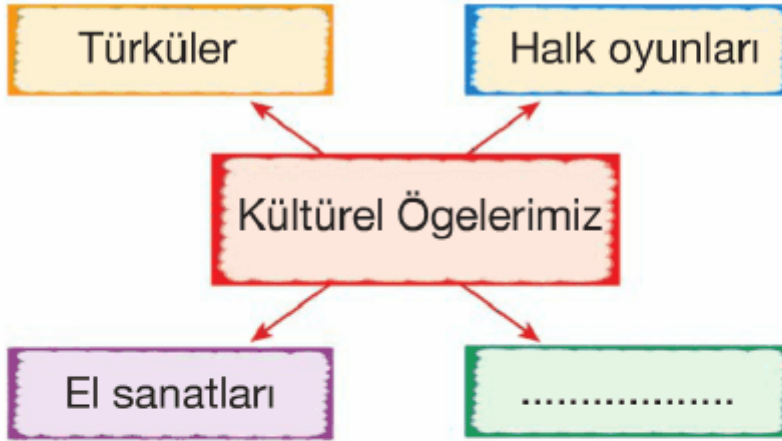 Türküler
Halk oyunları
Kültürel Ögelerimiz
El sanatları
...................